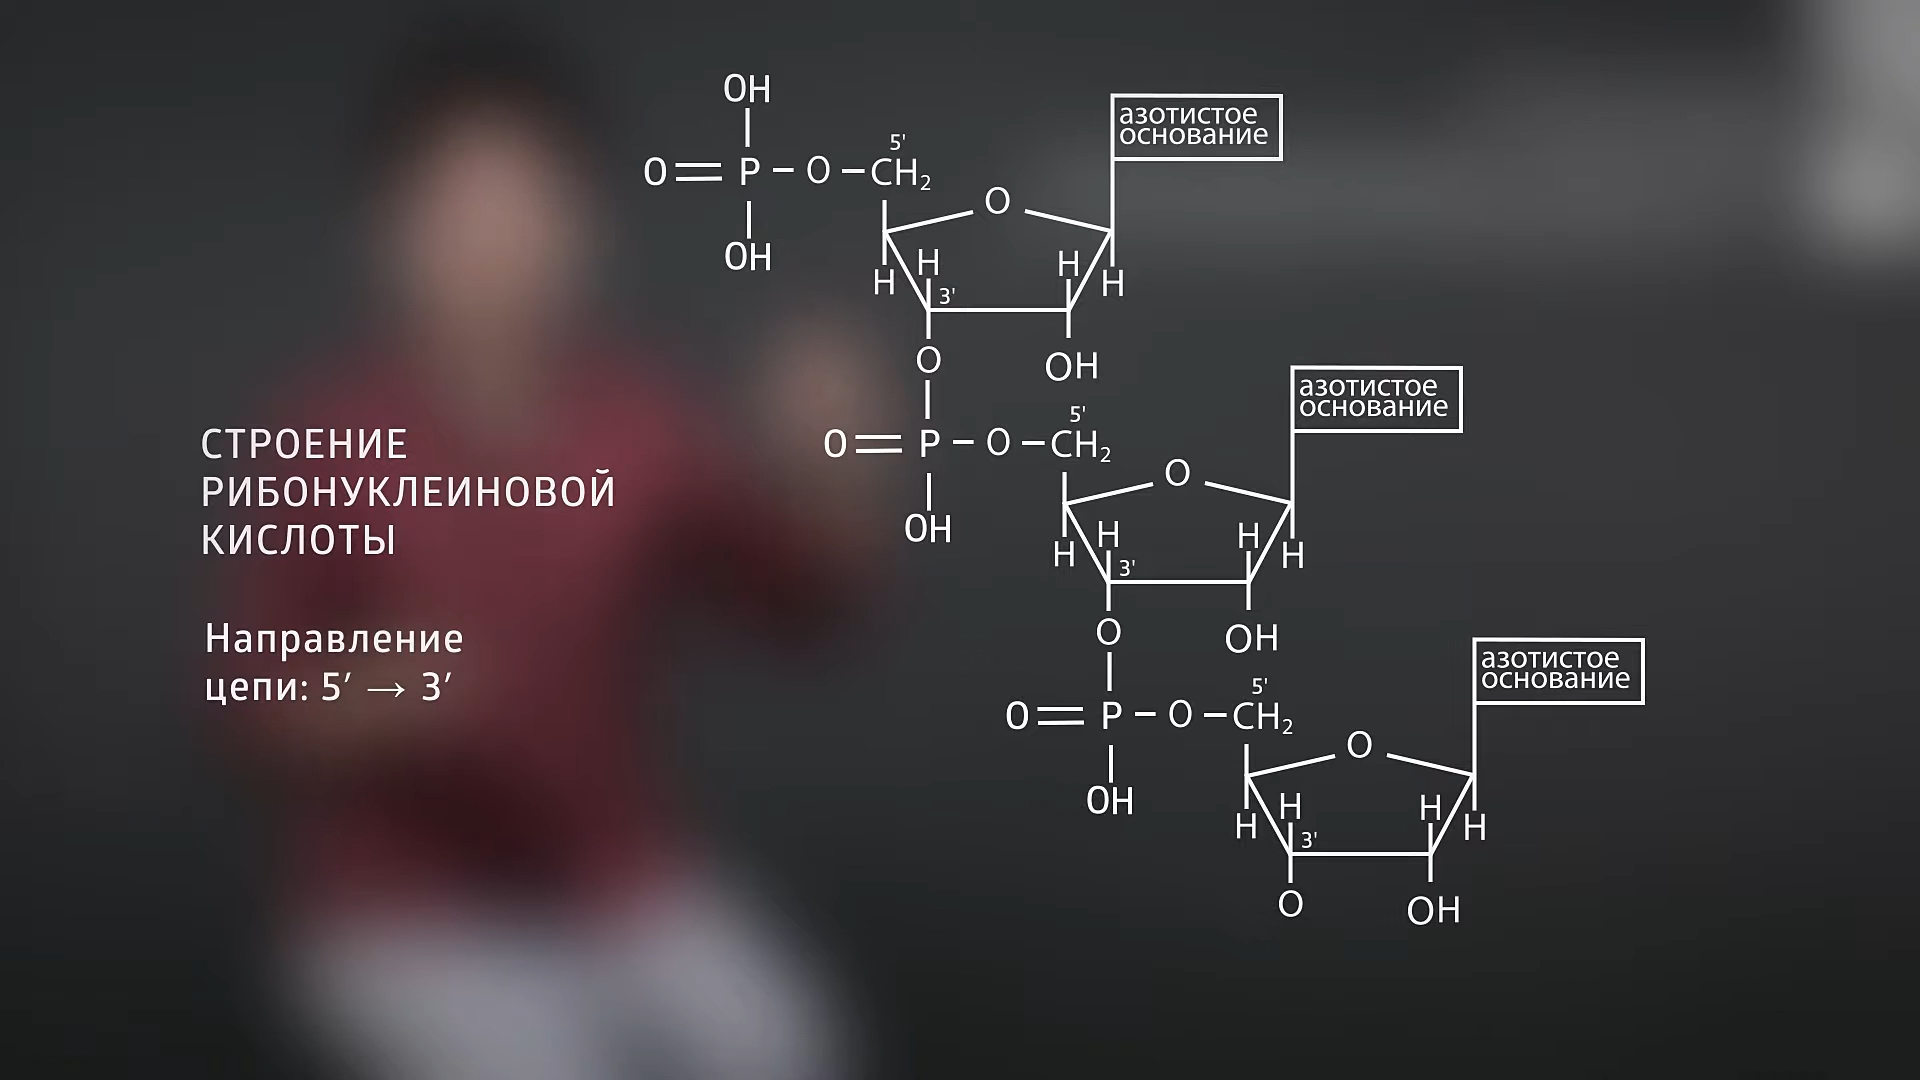 СТРОЕНИЕ
РИБОНУКЛЕИНОВОЙ
КИСЛОТЫ
Направление
цепи: 5′ → 3′
OH
O = P – O – CH₂
5'
OH
O
азотистое
основание
H
H
3'
H
H
O
OH
O = P – O – CH₂
5'
OH
O
азотистое
основание
H
H
3'
H
H
O
OH
O = P – O – CH₂
5'
OH
O
азотистое
основание
H
H
3'
H
H
O
OH